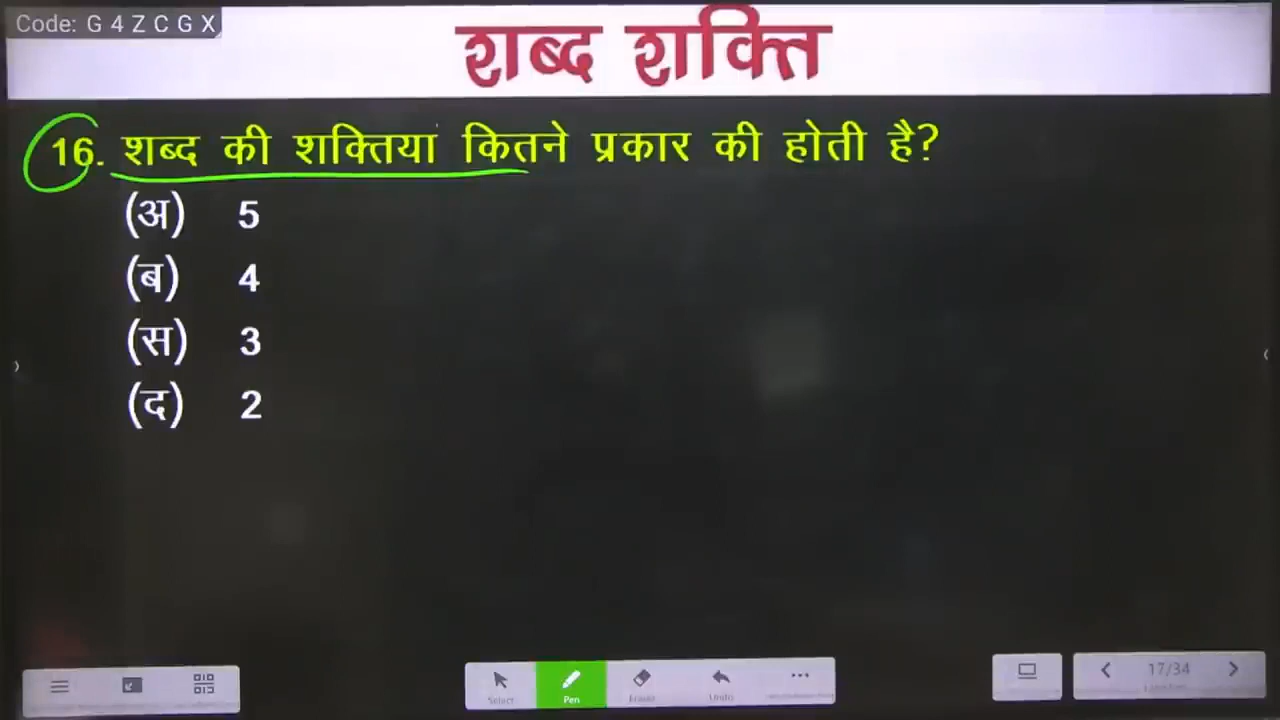 Code: G 4 Z C G X
शब्द शक्ति
16. शब्द की शक्तियां कितने प्रकार की होती है?
(अ) 5
(ब) 4
(स) 3
(द) 2
Select Pen Eraser Undo
17/34